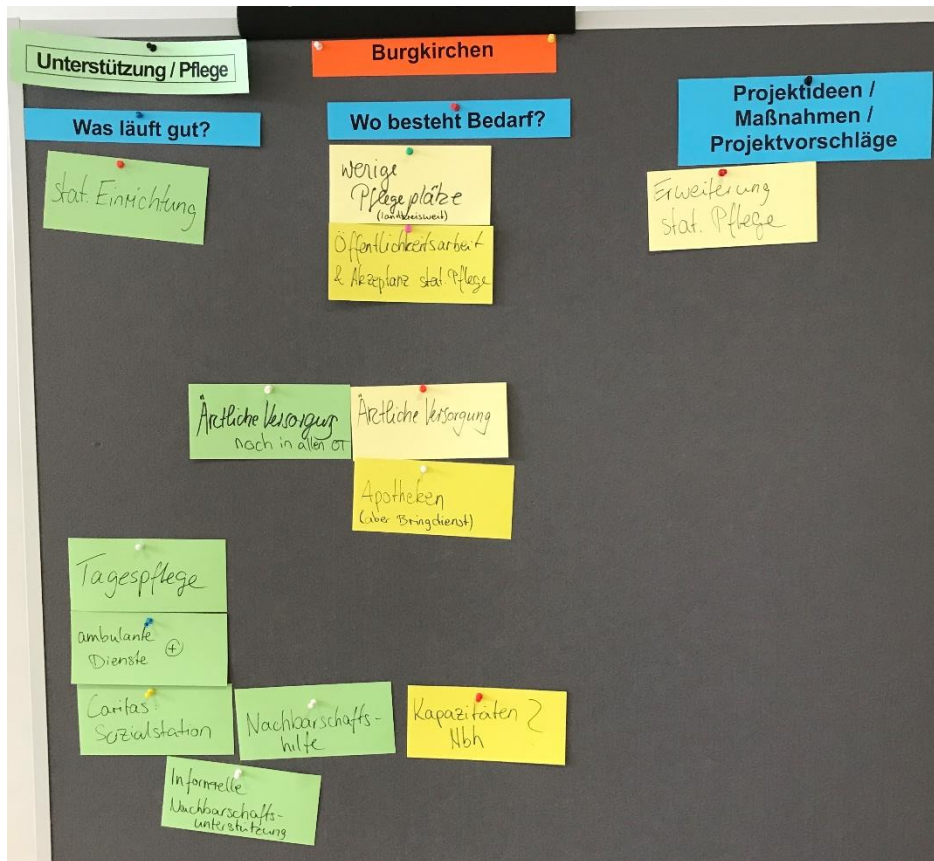 Unterstützung / Pflege
Burgkirchen
Was läuft gut?
Wo besteht Bedarf?
Projektideen /
Maßnahmen /
Projektvorschläge
stat. Einrichtung
wenige
Pflegeplätze
(landkreisweit)
Öffentlichkeitsarbeit
& Akzeptanz stat. Pflege
Erweiterung
stat. Pflege
Ärztliche Versorgung
noch in allen OT
Ärztliche Versorgung
Apotheken
(aber Bringdienst)
Tagespflege
ambulante
Dienste +
Caritas
Sozialstation
Nachbarschafts-
hilfe
Kapazitäten ?
Nbh
Informelle
Nachbarschafts-
unterstützung